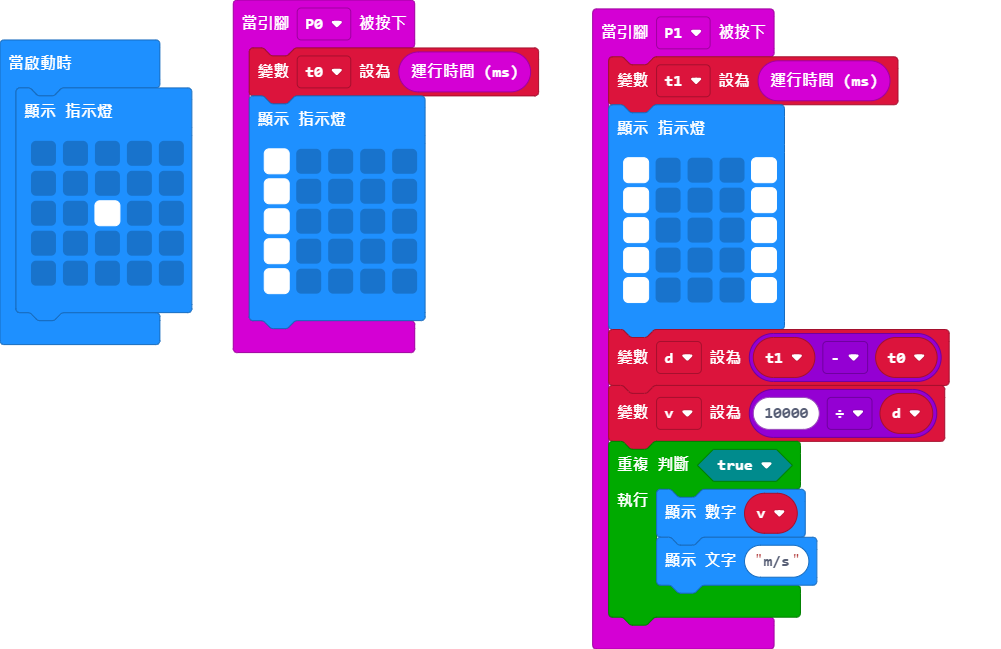 當啟動時
顯示 指示燈
當引腳 P0 被按下
變數 t0 設為 運行時間 (ms)
顯示 指示燈
當引腳 P1 被按下
變數 t1 設為 運行時間 (ms)
顯示 指示燈
變數 d 設為 t1 - t0
變數 v 設為 10000 ÷ d
重複 判斷 true
執行
顯示 數字 v
顯示 文字 "m/s"